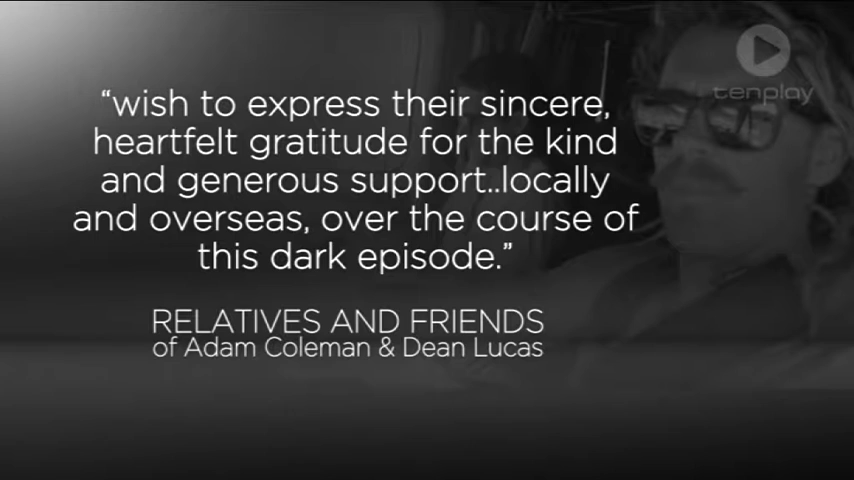 tenplay
“wish to express their sincere,
heartfelt gratitude for the kind
and generous support..locally
and overseas, over the course of
this dark episode.”
RELATIVES AND FRIENDS
of Adam Coleman & Dean Lucas